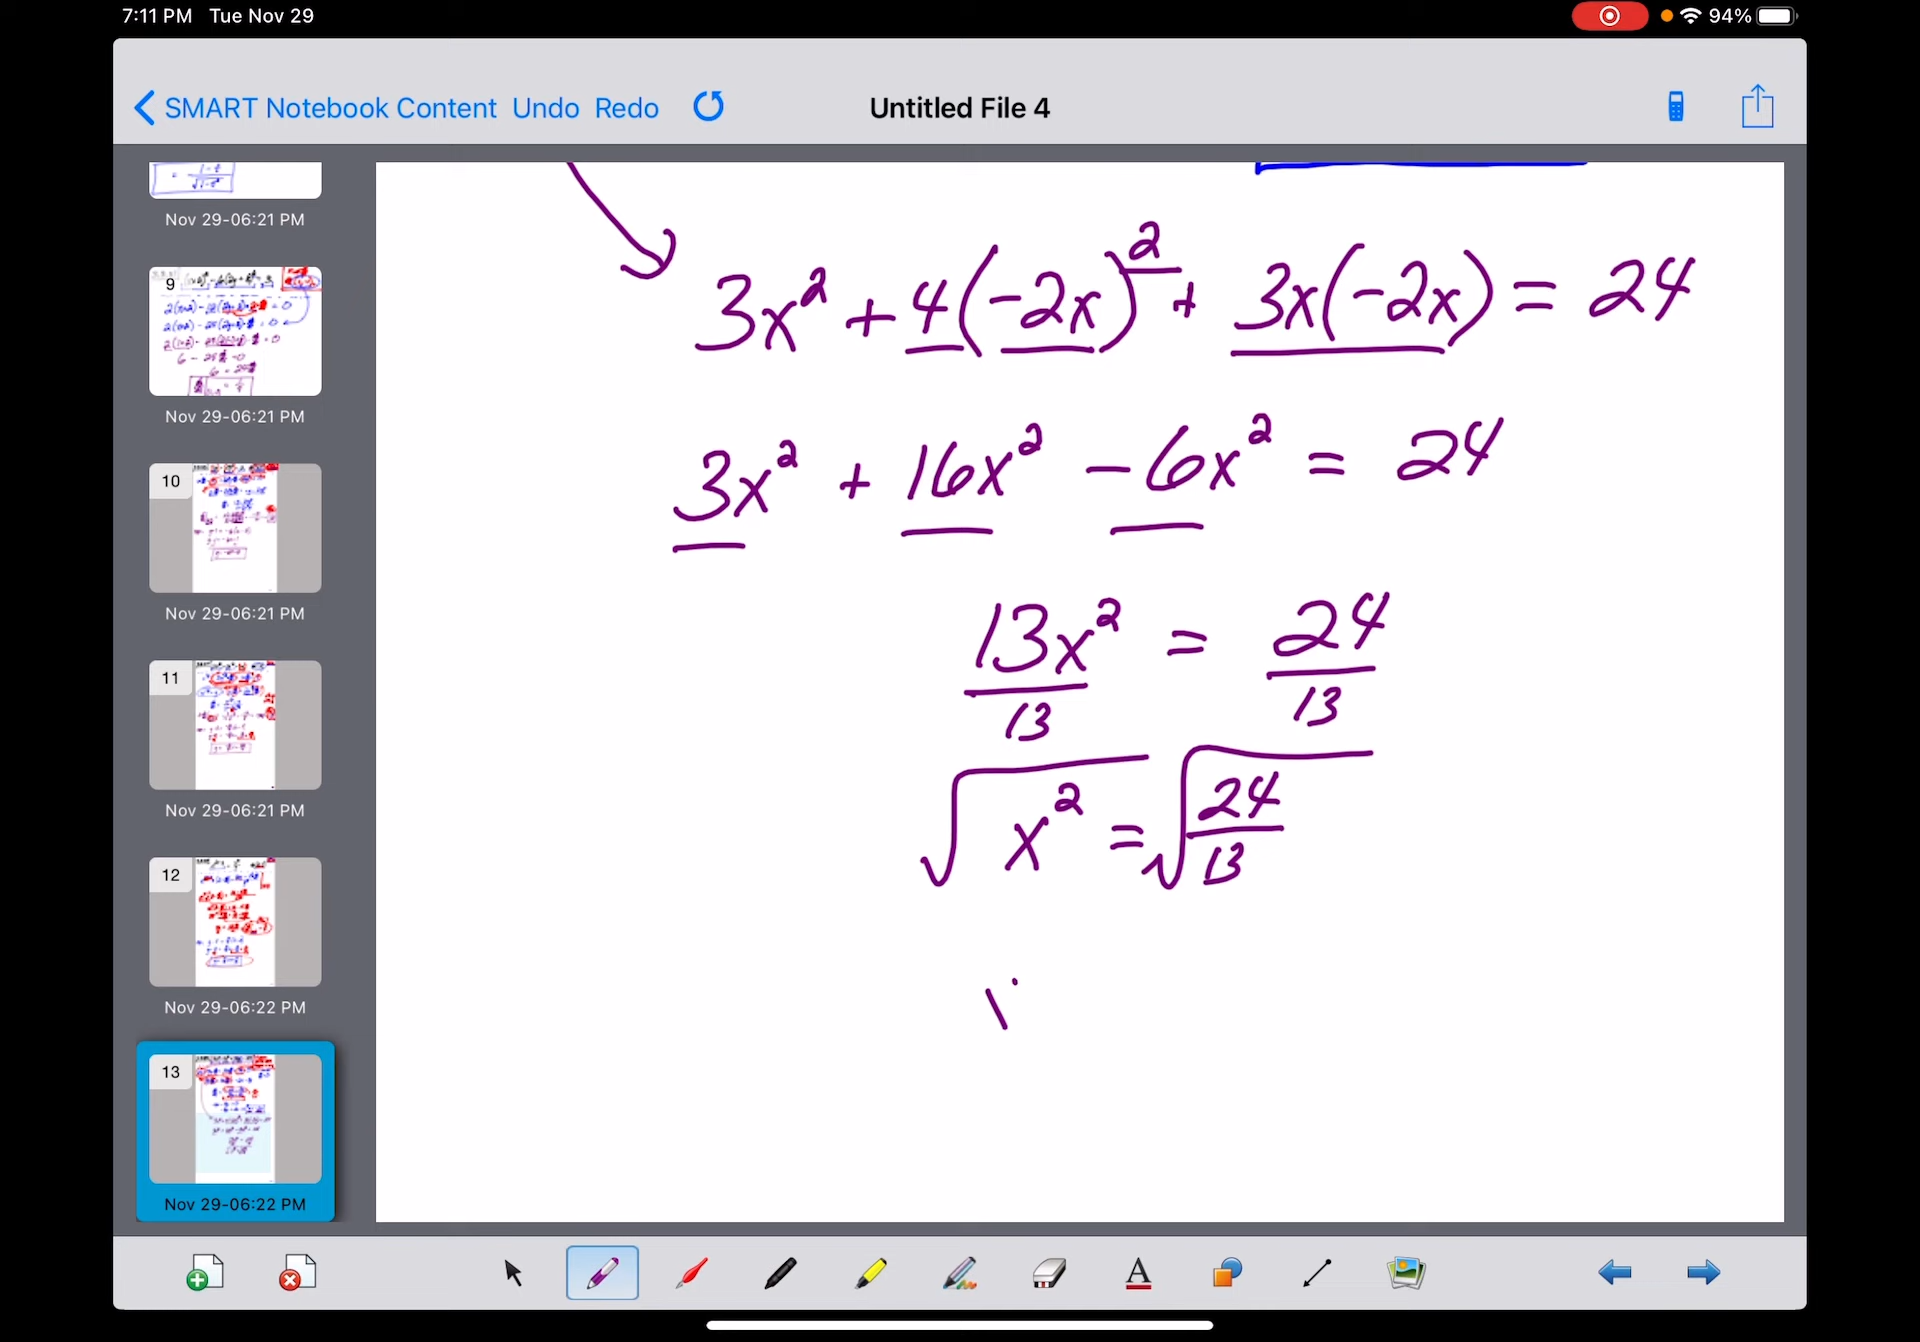 7:11 PM Tue Nov 29
94%
SMART Notebook Content Undo Redo
Untitled File 4
Nov 29-06:21 PM
9
Nov 29-06:21 PM
10
Nov 29-06:21 PM
11
Nov 29-06:21 PM
12
Nov 29-06:22 PM
13
Nov 29-06:22 PM
3x² + 4(-2x)² + 3x(-2x) = 24
3x² + 16x² - 6x² = 24
13x² = 24
13 13
√x² = √24/13
A